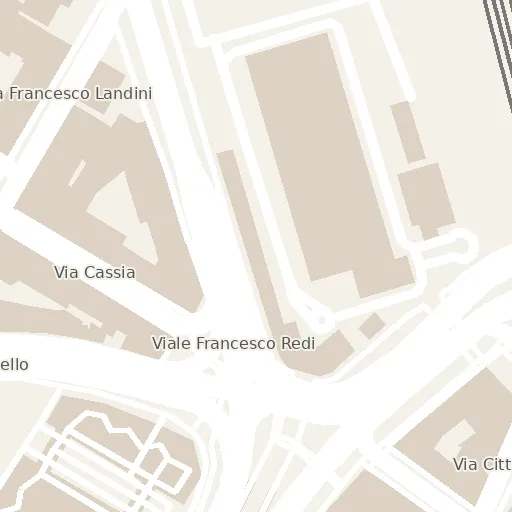 a Francesco Landini
Via Cassia
Viale Francesco Redi
ello
Via Citt